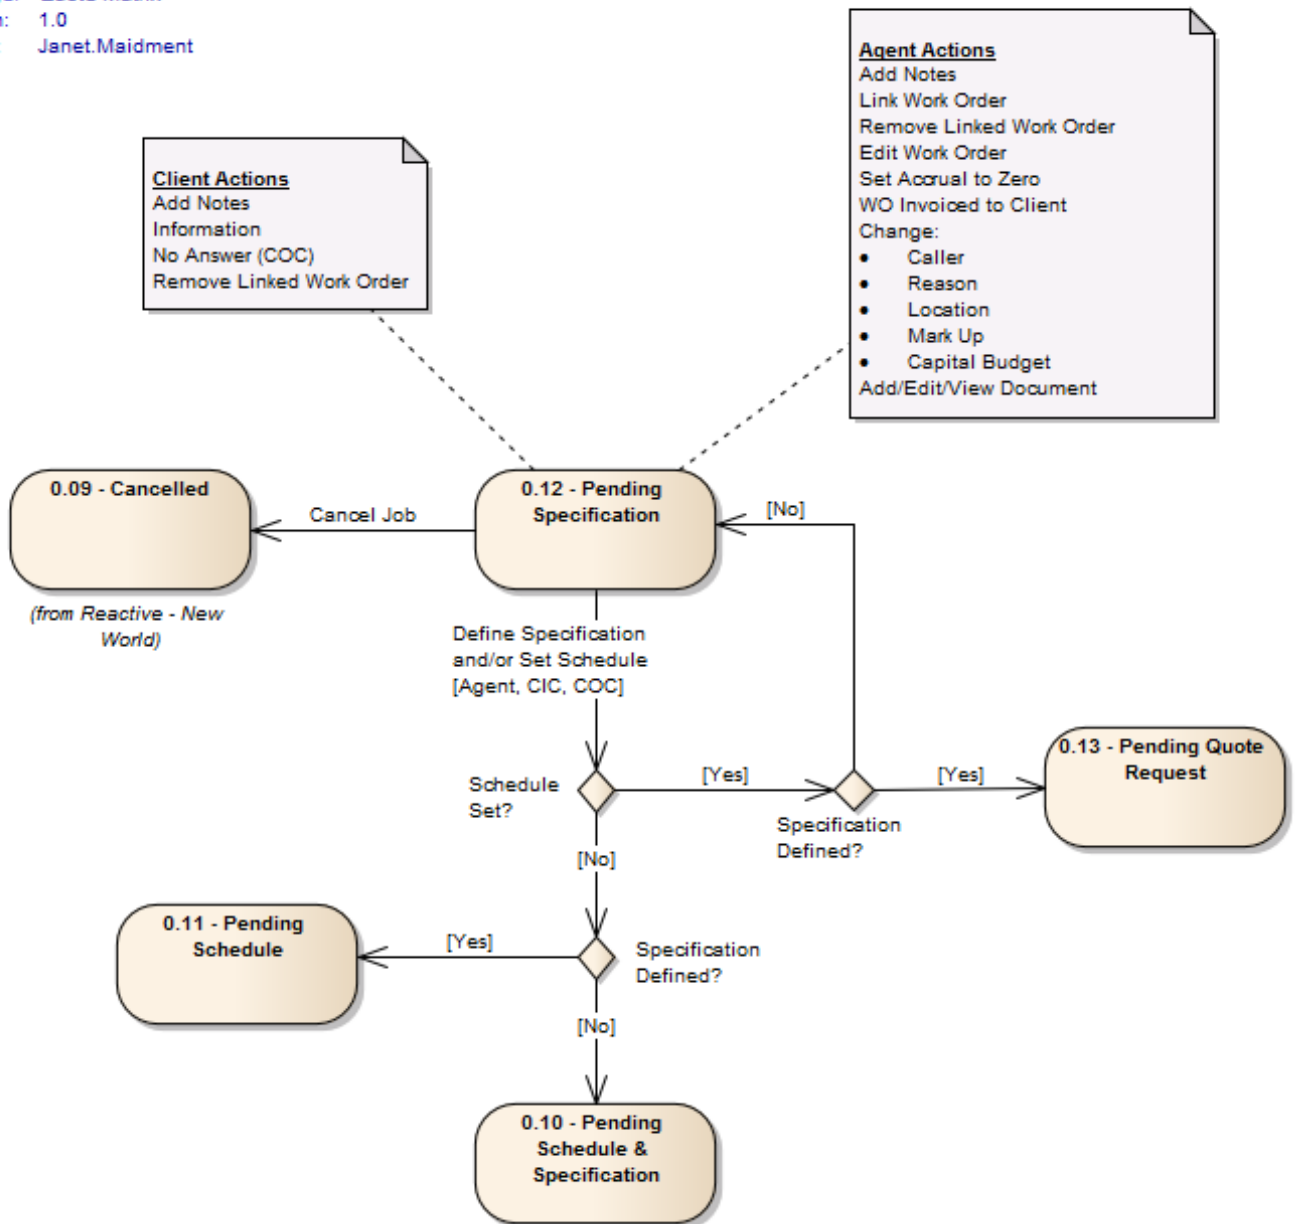 1.0
Janet.Maidment
Agent Actions
Add Notes
Link Work Order
Remove Linked Work Order
Edit Work Order
Set Accrual to Zero
WO Invoiced to Client
Change:
• Caller
• Reason
• Location
• Mark Up
• Capital Budget
Add/Edit/View Document
Client Actions
Add Notes
Information
No Answer (COC)
Remove Linked Work Order
0.09 - Cancelled
(from Reactive - New
World)
Cancel Job
0.12 - Pending
Specification
[No]
Define Specification
and/or Set Schedule
[Agent, CIC, COC]
Schedule
Set?
[Yes]
Specification
Defined?
[Yes]
0.13 - Pending Quote
Request
[No]
0.11 - Pending
Schedule
[Yes]
Specification
Defined?
[No]
0.10 - Pending
Schedule &
Specification